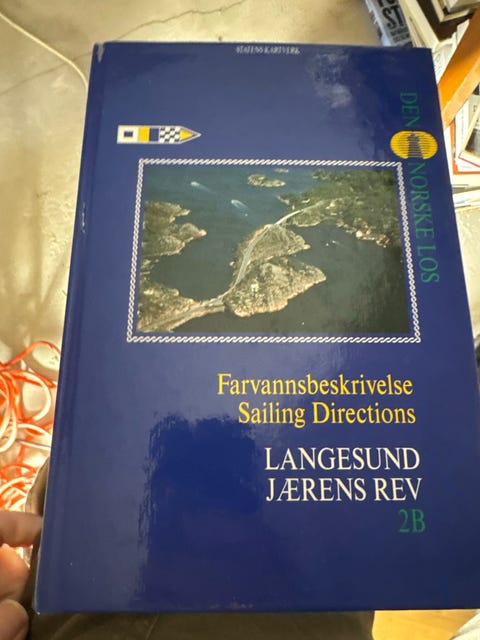 STATENS KARTVERK
DEN NORSKE LOS
Farvannsbeskrivelse
Sailing Directions
LANGESUND
JÆRENS REV
2B